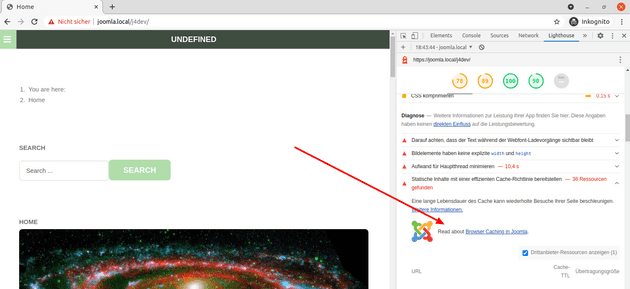 Home
Nicht sicher | joomla.local/j4dev/
Inkognito
UNDEFINED
1. You are here:
2. Home
SEARCH
Search ...
SEARCH
HOME
Elements Console Sources Network Lighthouse
18:43:44 - joomla.local
https://joomla.local/j4dev/
78 89 100 90
CSS komprimieren 0,15 s
Diagnose — Weitere Informationen zur Leistung Ihrer App finden Sie hier. Diese Angaben
haben keinen direkten Einfluss auf die Leistungsbewertung.
Darauf achten, dass der Text während der Webfont-Ladevorgänge sichtbar bleibt
Bildelemente haben keine explizite width und height
Aufwand für Hauptthread minimieren — 10,4 s
Statische Inhalte mit einer effizienten Cache-Richtlinie bereitstellen — 36 Ressourcen
gefunden
Eine lange Lebensdauer des Cache kann wiederholte Besuche Ihrer Seite beschleunigen.
Weitere Informationen.
Read about Browser Caching in Joomla.
Drittanbieter-Ressourcen anzeigen (1)
URL
Cache-
TTL
Übertragungsgröße